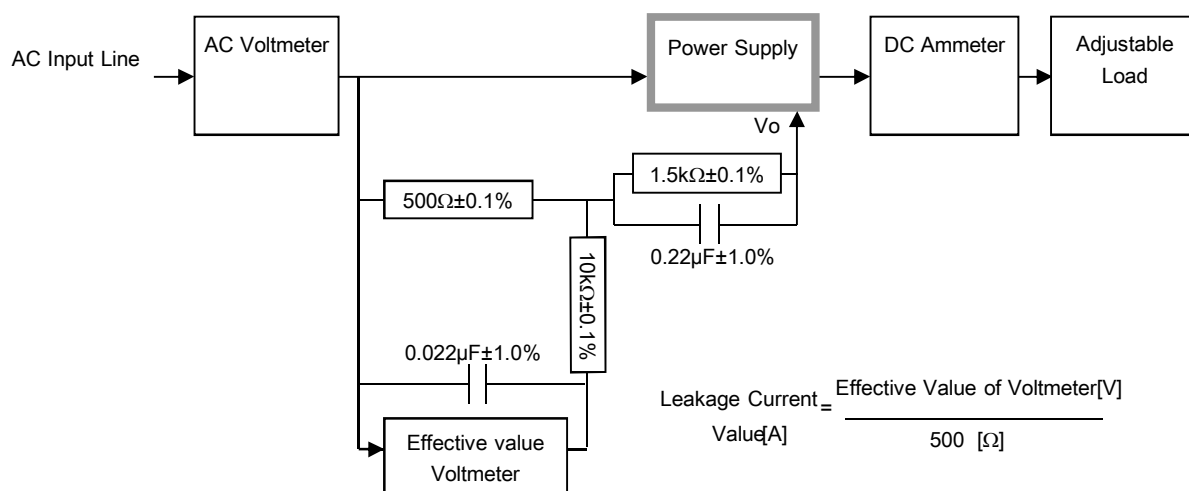 AC Input Line
AC Voltmeter
Power Supply
DC Ammeter
Adjustable
Load
Vo
1.5kΩ±0.1%
500Ω±0.1%
0.22µF±1.0%
10kΩ±0.1%
0.022µF±1.0%
Effective value
Voltmeter
Leakage Current
Value[A]
=
Effective Value of Voltmeter[V]
500 [Ω]